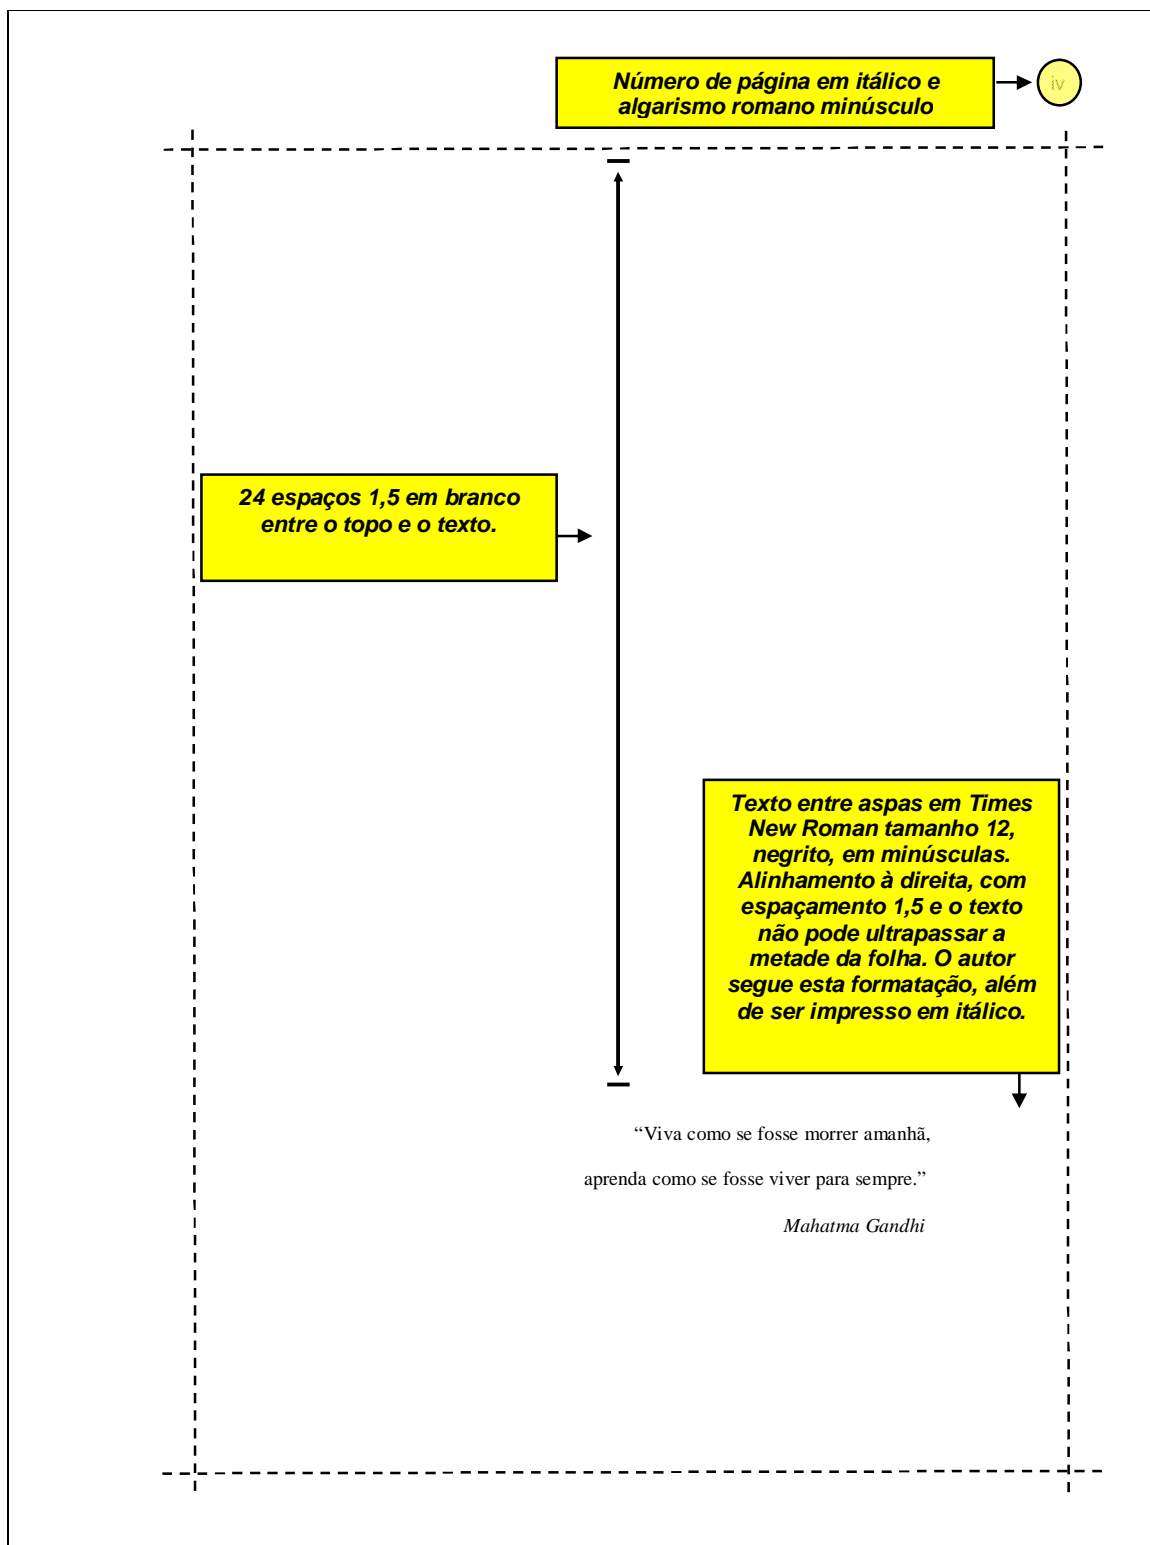 Número de página em itálico e
algarismo romano minúsculo
iv
24 espaços 1,5 em branco
entre o topo e o texto.
Texto entre aspas em Times
New Roman tamanho 12,
negrito, em minúsculas.
Alinhamento à direita, com
espaçamento 1,5 e o texto
não pode ultrapassar a
metade da folha. O autor
segue esta formatação, além
de ser impresso em itálico.
“Viva como se fosse morrer amanhã,
aprenda como se fosse viver para sempre.”
Mahatma Gandhi